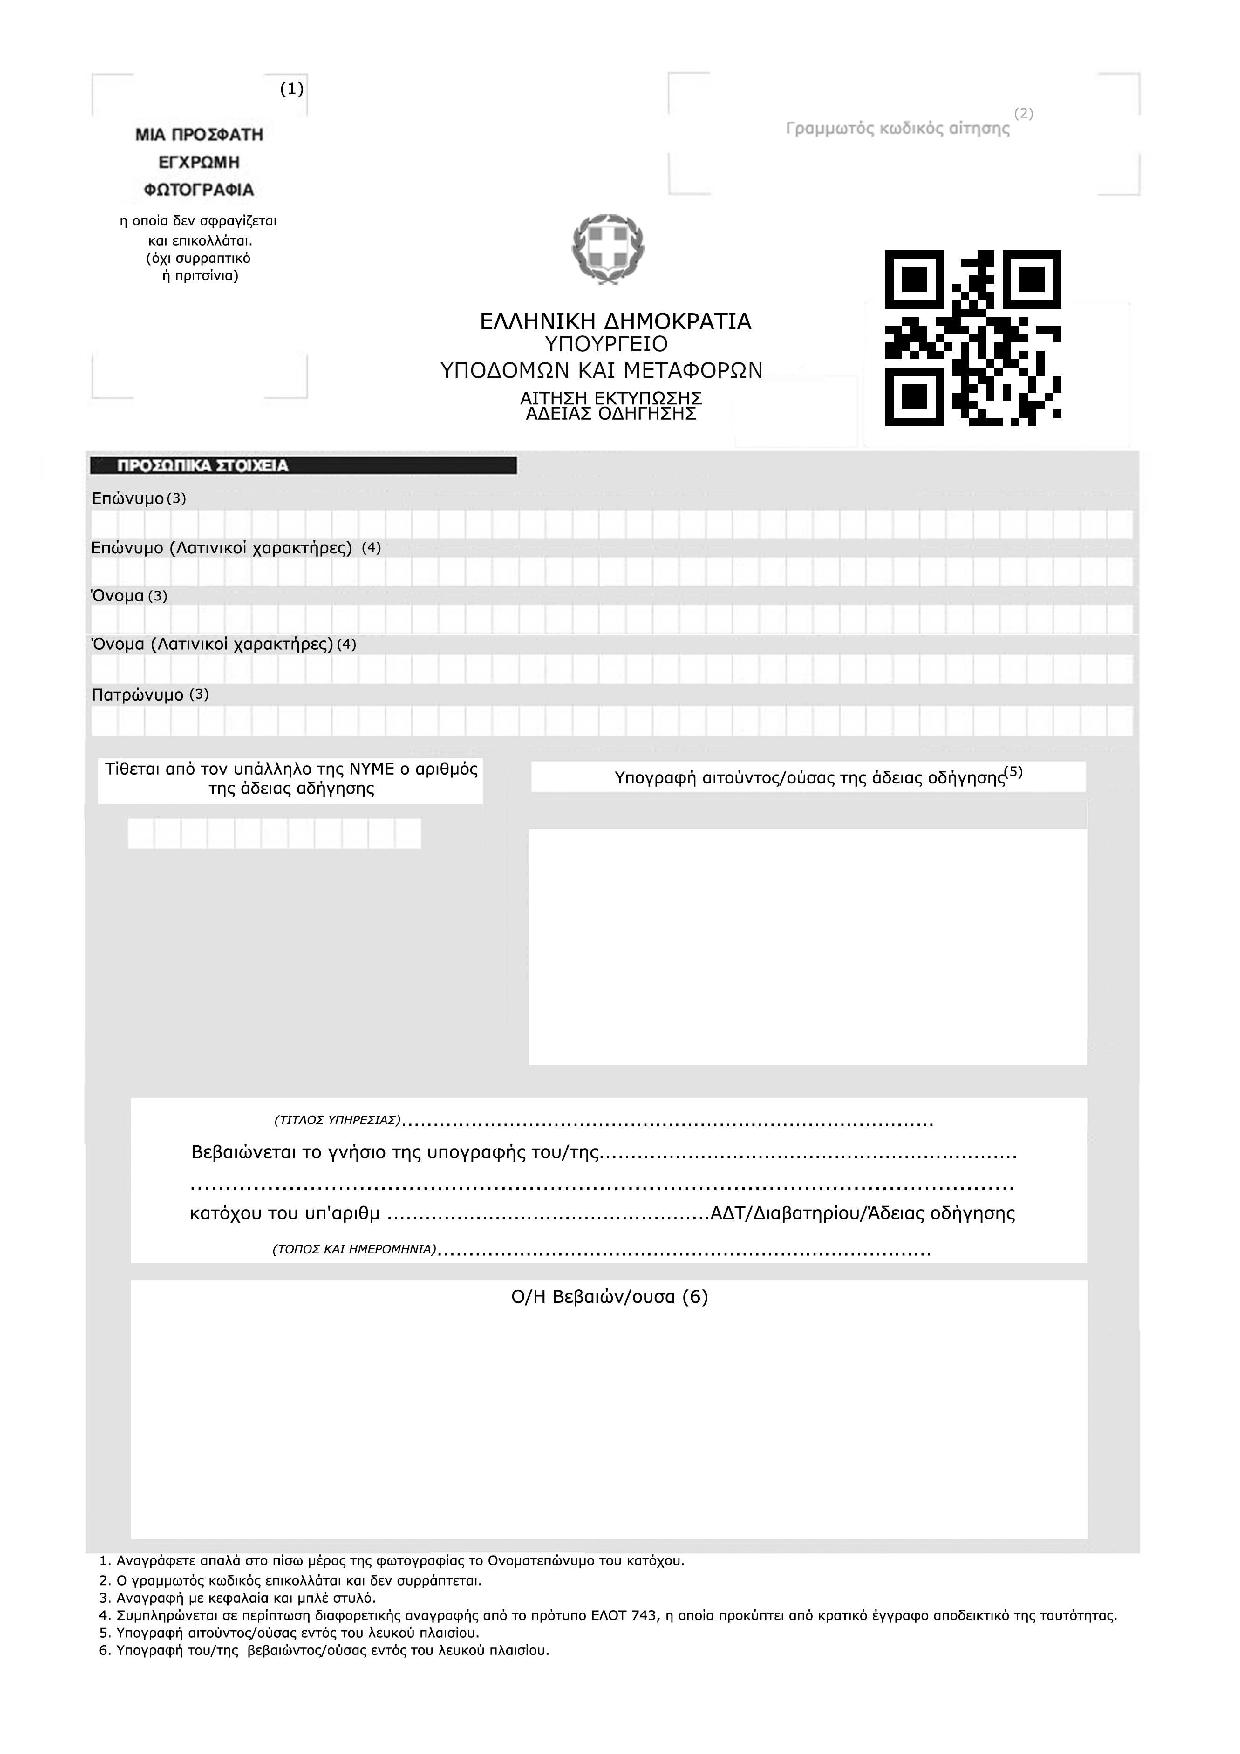 (1)
ΜΙΑ ΠΡΟΣΦΑΤΗ
ΕΓΧΡΩΜΗ
ΦΩΤΟΓΡΑΦΙΑ
η οποία δεν σφραγίζεται
και επικολλάται.
(όχι συρραπτικό
ή πριτσίνια)
Γραμμωτός κωδικός αίτησης (2)
ΕΛΛΗΝΙΚΗ ΔΗΜΟΚΡΑΤΙΑ
ΥΠΟΥΡΓΕΙΟ
ΥΠΟΔΟΜΩΝ ΚΑΙ ΜΕΤΑΦΟΡΩΝ
ΑΙΤΗΣΗ ΕΚΤΥΠΩΣΗΣ
ΑΔΕΙΑΣ ΟΔΗΓΗΣΗΣ
ΠΡΟΣΩΠΙΚΑ ΣΤΟΙΧΕΙΑ
Επώνυμο (3)
Επώνυμο (Λατινικοί χαρακτήρες) (4)
Όνομα (3)
Όνομα (Λατινικοί χαρακτήρες) (4)
Πατρώνυμο (3)
Τίθεται από τον υπάλληλο της ΝΥΜΕ ο αριθμός
της άδειας αδήγησης
Υπογραφή αιτούντος/ούσας της άδειας οδήγησης(5)
(ΤΙΤΛΟΣ ΥΠΗΡΕΣΙΑΣ)....................................................................................
Βεβαιώνεται το γνήσιο της υπογραφής του/της..................................................................
..................................................................................................................................
κατόχου του υπ'αριθμ ...................................................ΑΔΤ/Διαβατηρίου/Άδειας οδήγησης
(ΤΟΠΟΣ ΚΑΙ ΗΜΕΡΟΜΗΝΙΑ)..............................................................................
Ο/Η Βεβαιών/ουσα (6)
1. Αναγράφετε απαλά στο πίσω μέρος της φωτογραφίας το Ονοματεπώνυμο του κατόχου.
2. Ο γραμμωτός κωδικός επικολλάται και δεν συρράπτεται.
3. Αναγραφή με κεφαλαία και μπλέ στυλό.
4. Συμπληρώνεται σε περίπτωση διαφορετικής αναγραφής από το πρότυπο ΕΛΟΤ 743, η οποία προκύπτει από κρατικό έγγραφο αποδεικτικό της ταυτότητας.
5. Υπογραφή αιτούντος/ούσας εντός του λευκού πλαισίου.
6. Υπογραφή του/της βεβαιώντος/ούσας εντός του λευκού πλαισίου.